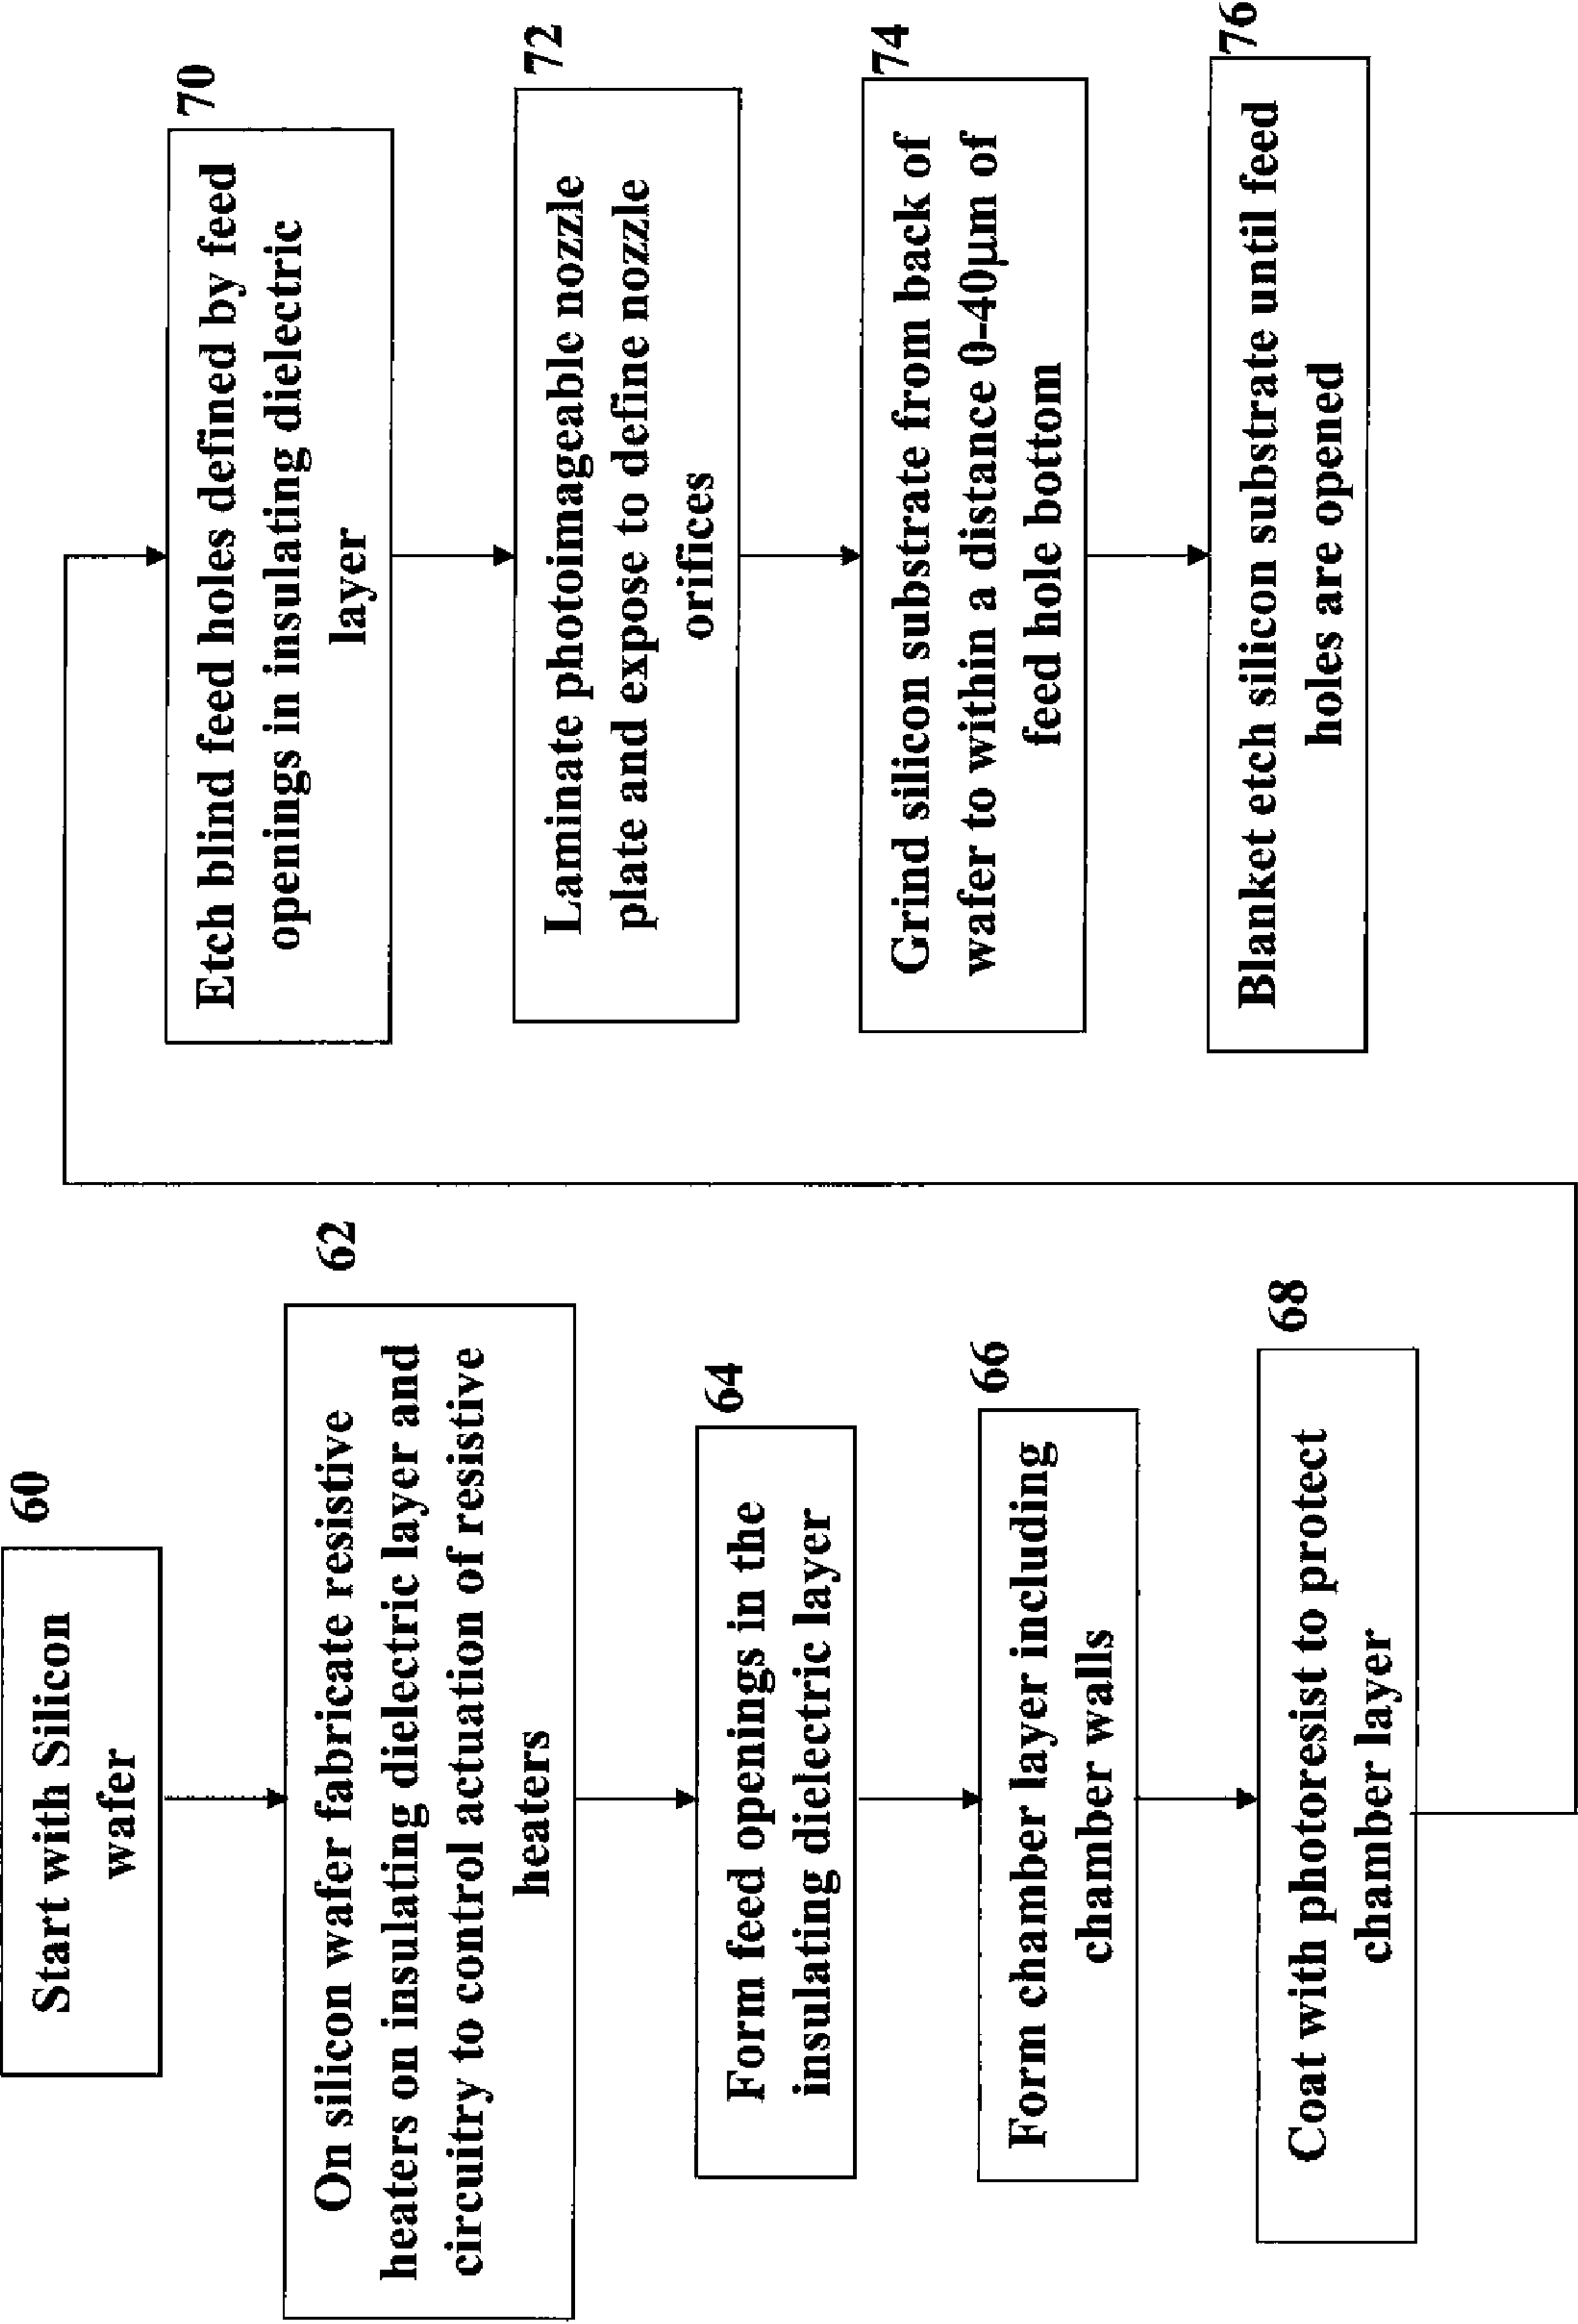 60
Start with Silicon
wafer
62
On silicon wafer fabricate resistive
heaters on insulating dielectric layer and
circuitry to control actuation of resistive
heaters
64
Form feed openings in the
insulating dielectric layer
66
Form chamber layer including
chamber walls
68
Coat with photoresist to protect
chamber layer
70
Etch blind feed holes defined by feed
openings in insulating dielectric
layer
72
Laminate photoimageable nozzle
plate and expose to define nozzle
orifices
74
Grind silicon substrate from back of
wafer to within a distance 0-40µm of
feed hole bottom
76
Blanket etch silicon substrate until feed
holes are opened